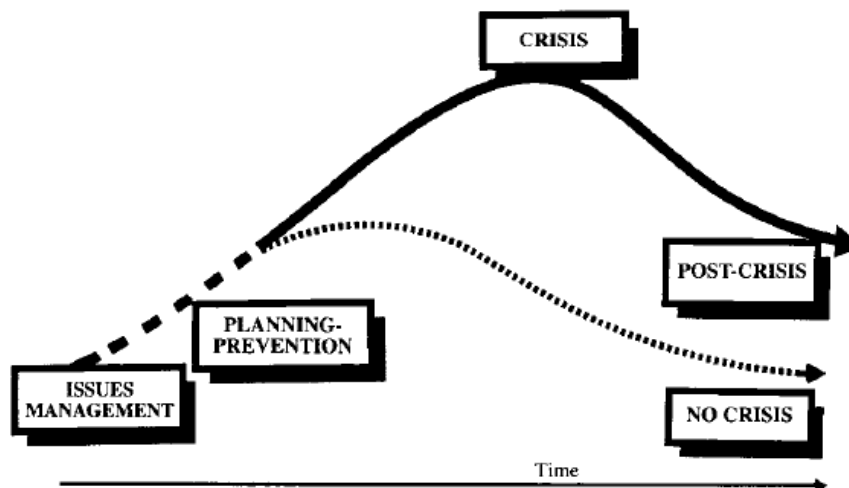 CRISIS
POST-CRISIS
PLANNING-
PREVENTION
ISSUES
MANAGEMENT
NO CRISIS
Time